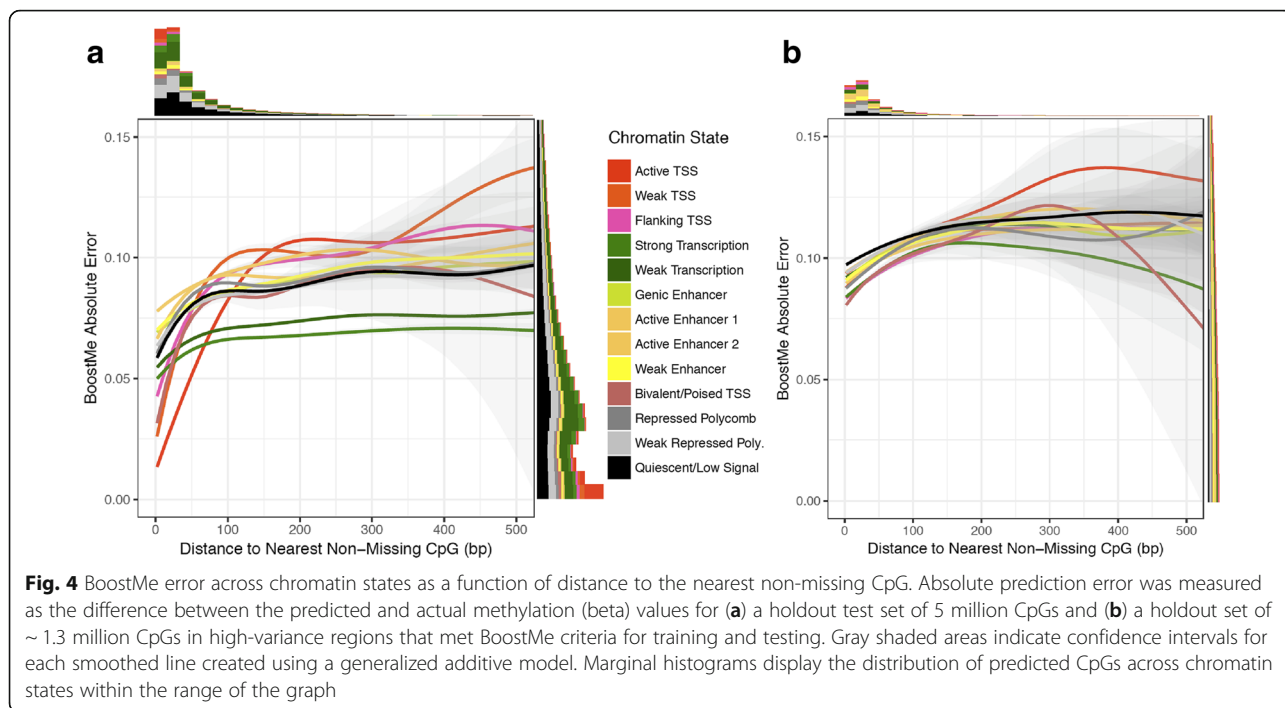 a
b
0.15
0.10
0.05
0.00
BoostMe Absolute Error
0
100
200
300
400
500
Distance to Nearest Non−Missing CpG (bp)
Chromatin State
Active TSS
Weak TSS
Flanking TSS
Strong Transcription
Weak Transcription
Genic Enhancer
Active Enhancer 1
Active Enhancer 2
Weak Enhancer
Bivalent/Poised TSS
Repressed Polycomb
Weak Repressed Poly.
Quiescent/Low Signal
0.15
0.10
0.05
0.00
BoostMe Absolute Error
0
100
200
300
400
500
Distance to Nearest Non−Missing CpG (bp)
Fig. 4 BoostMe error across chromatin states as a function of distance to the nearest non-missing CpG. Absolute prediction error was measured
as the difference between the predicted and actual methylation (beta) values for (a) a holdout test set of 5 million CpGs and (b) a holdout set of
~ 1.3 million CpGs in high-variance regions that met BoostMe criteria for training and testing. Gray shaded areas indicate confidence intervals for
each smoothed line created using a generalized additive model. Marginal histograms display the distribution of predicted CpGs across chromatin
states within the range of the graph